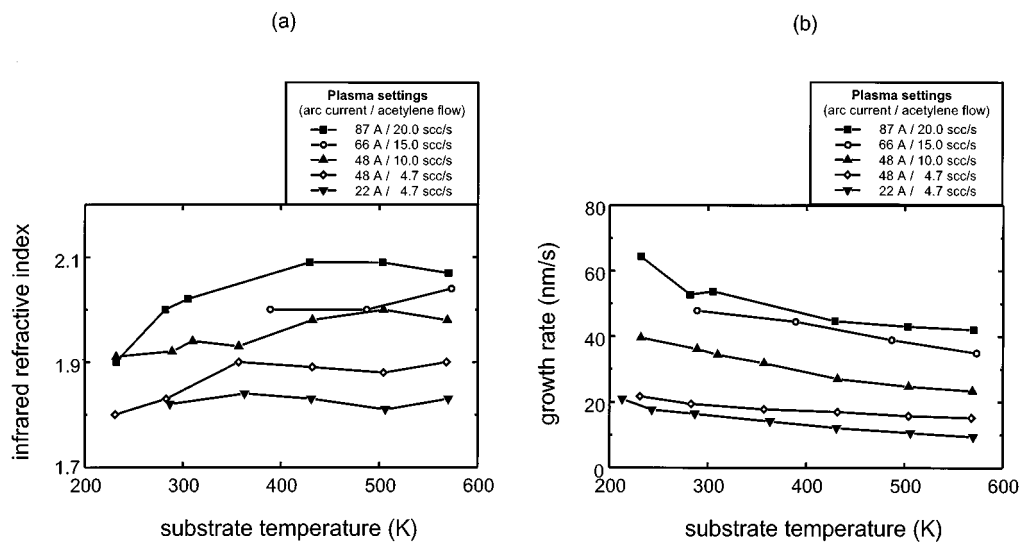 (a)
Plasma settings
(arc current / acetylene flow)
87 A / 20.0 scc/s
66 A / 15.0 scc/s
48 A / 10.0 scc/s
48 A / 4.7 scc/s
22 A / 4.7 scc/s
infrared refractive index
2.1
1.9
1.7
200
300
400
500
600
substrate temperature (K)
(b)
Plasma settings
(arc current / acetylene flow)
87 A / 20.0 scc/s
66 A / 15.0 scc/s
48 A / 10.0 scc/s
48 A / 4.7 scc/s
22 A / 4.7 scc/s
growth rate (nm/s)
80
60
40
20
0
200
300
400
500
600
substrate temperature (K)